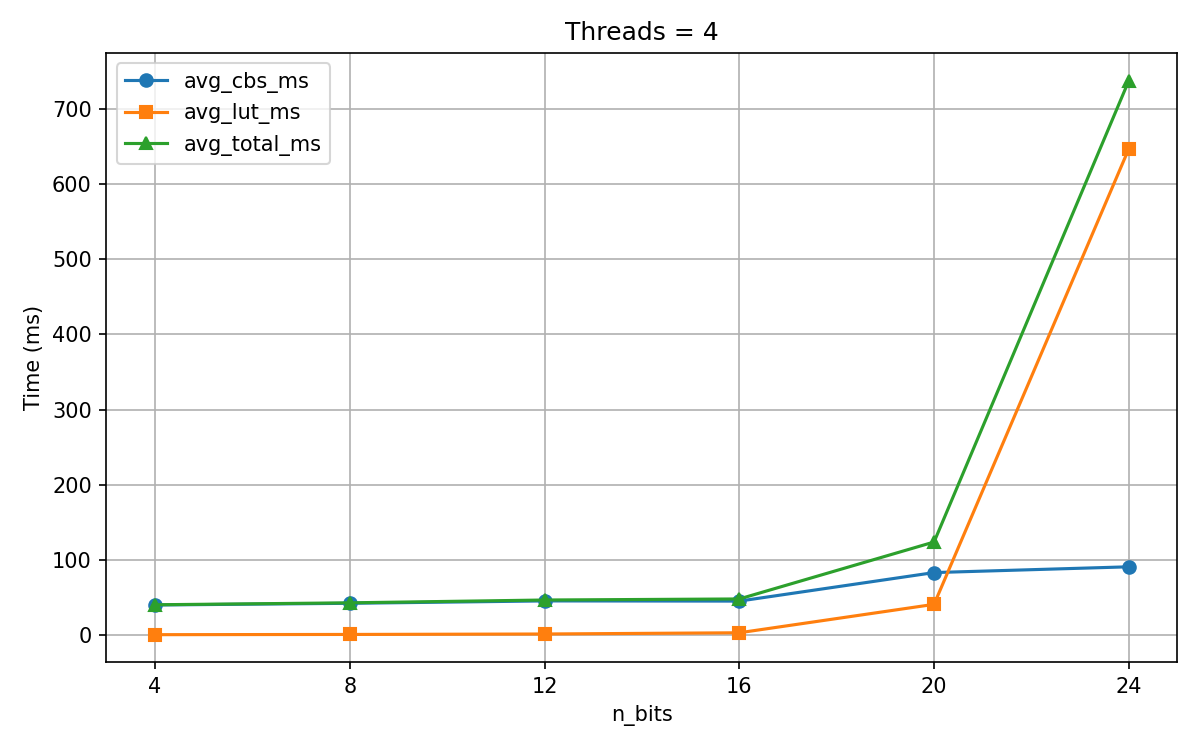 Threads = 4
avg_cbs_ms
avg_lut_ms
avg_total_ms
700
600
500
400
300
200
100
0
Time (ms)
4 8 12 16 20 24
n_bits